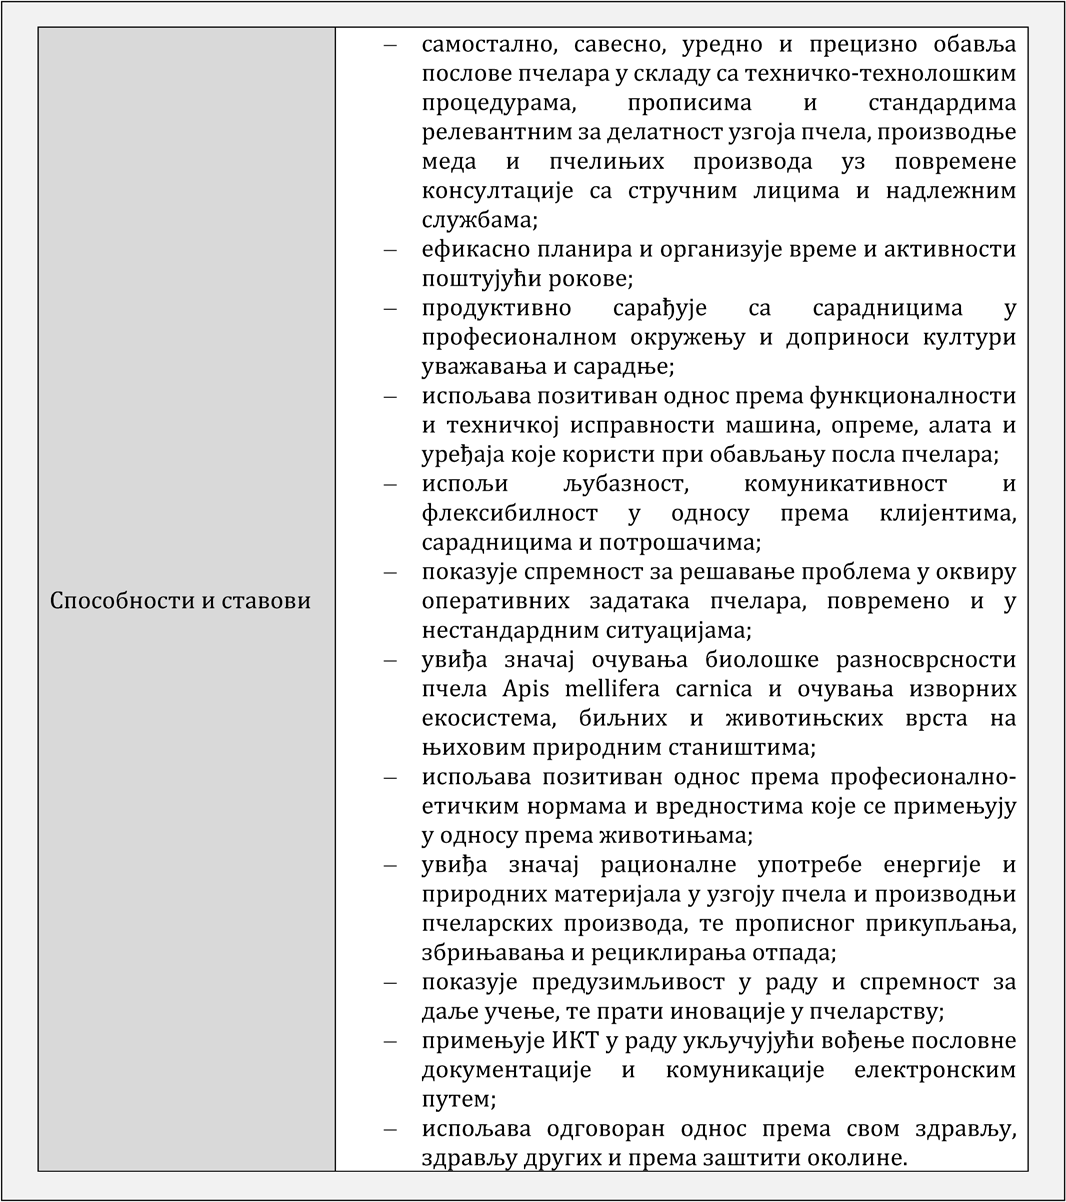 Способности и ставови
– самостално, савесно, уредно и прецизно обавља
послове пчелара у складу са техничко-технолошким
процедурама, прописима и стандардима
релевантним за делатност узгоја пчела, производње
меда и пчелињих производа уз повремене
консултације са стручним лицима и надлежним
службама;
– ефикасно планира и организује време и активности
поштујући рокове;
– продуктивно сарађује са сарадницима у
професионалном окружењу и доприноси култури
уважавања и сарадње;
– испољава позитиван однос према функционалности
и техничкој исправности машина, опреме, алата и
уређаја које користи при обављању посла пчелара;
– испољи љубазност, комуникативност и
флексибилност у односу према клијентима,
сарадницима и потрошачима;
– показује спремност за решавање проблема у оквиру
оперативних задатака пчелара, повремено и у
нестандардним ситуацијама;
– увиђа значај очувања биолошке разносврсности
пчела Apis mellifera carnica и очувања изворних
екосистема, биљних и животињских врста на
њиховим природним стаништима;
– испољава позитиван однос према професионално-
етичким нормама и вредностима које се примењују
у односу према животињама;
– увиђа значај рационалне употребе енергије и
природних материјала у узгоју пчела и производњи
пчеларских производа, те прописног прикупљања,
збрињавања и рециклирања отпада;
– показује предузимљивост у раду и спремност за
даље учење, те прати иновације у пчеларству;
– примењује ИКТ у раду укључујући вођење пословне
документације и комуникације електронским
путем;
– испољава одговоран однос према свом здрављу,
здрављу других и према заштити околине.